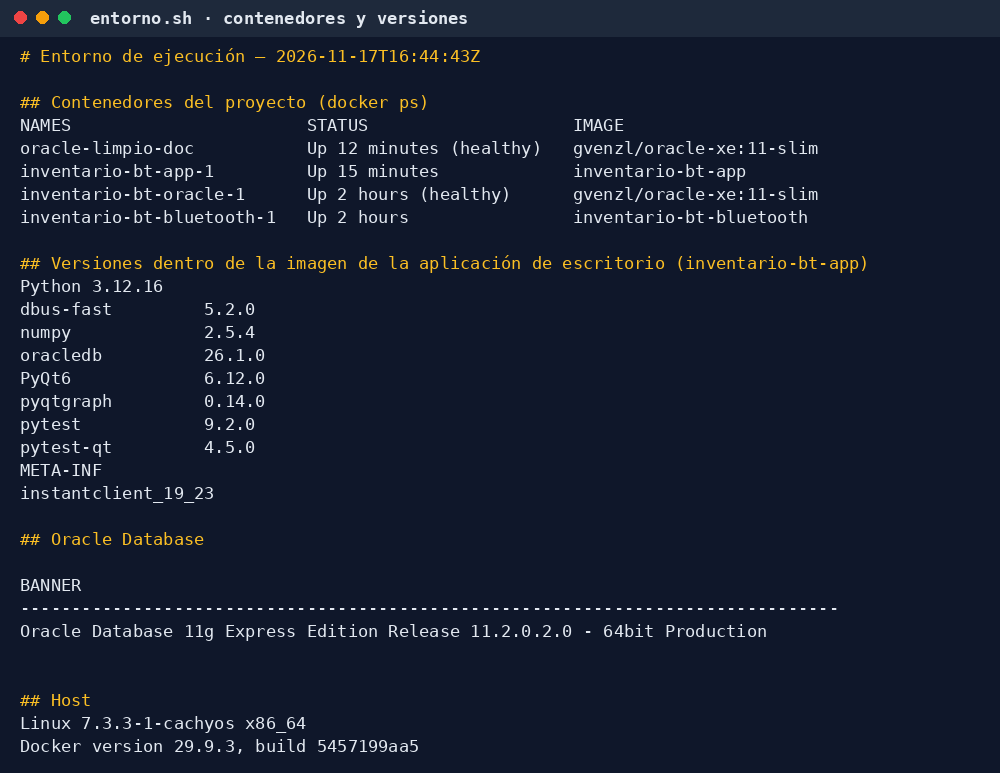 entorno.sh · contenedores y versiones
# Entorno de ejecución — 2026-11-17T16:44:43Z
## Contenedores del proyecto (docker ps)
NAMES                       STATUS                    IMAGE
oracle-limpio-doc           Up 12 minutes (healthy)   gvenzl/oracle-xe:11-slim
inventario-bt-app-1         Up 15 minutes             inventario-bt-app
inventario-bt-oracle-1      Up 2 hours (healthy)      gvenzl/oracle-xe:11-slim
inventario-bt-bluetooth-1   Up 2 hours                inventario-bt-bluetooth
## Versiones dentro de la imagen de la aplicación de escritorio (inventario-bt-app)
Python 3.12.16
dbus-fast         5.2.0
numpy             2.5.4
oracledb          26.1.0
PyQt6             6.12.0
pyqtgraph         0.14.0
pytest            9.2.0
pytest-qt         4.5.0
META-INF
instantclient_19_23
## Oracle Database
BANNER
--------------------------------------------------------------------------------
Oracle Database 11g Express Edition Release 11.2.0.2.0 - 64bit Production
## Host
Linux 7.3.3-1-cachyos x86_64
Docker version 29.9.3, build 5457199aa5